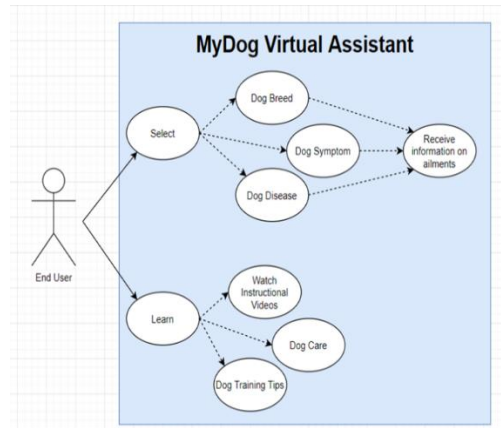 MyDog Virtual Assistant
Dog Breed
Select
Dog Symptom
Receive
information on
ailments
Dog Disease
End User
Watch
Instructional
Videos
Learn
Dog Care
Dog Training Tips